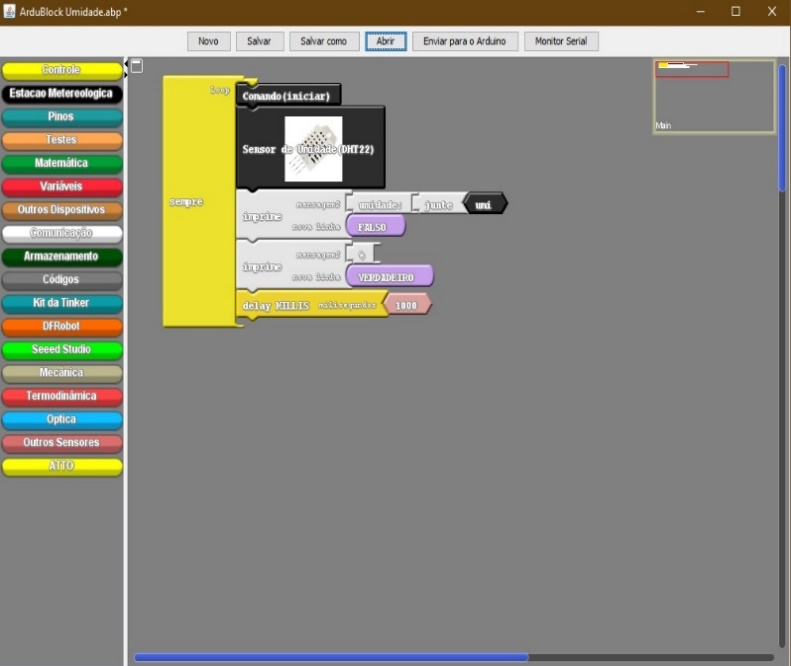 ArduBlock Umidade.abp *
Novo Salvar Salvar como Abrir Enviar para o Arduino Monitor Serial
Controle
Estacao Metereologica
Pinos
Testes
Matemática
Variáveis
Outros Dispositivos
Comunicação
Armazenamento
Códigos
Kit da Tinker
DFRobot
Seeed Studio
Mecânica
Termodinâmica
Optica
Outros Sensores
ATTO
sempre
loop
Comando(iniciar)
Sensor de Umidade(DHT22)
imprime
mensagem? umidade: junte uni
nova linha FALSO
imprime
mensagem? %
nova linha VERDADEIRO
delay MILLIS milisegundos 1000
Main